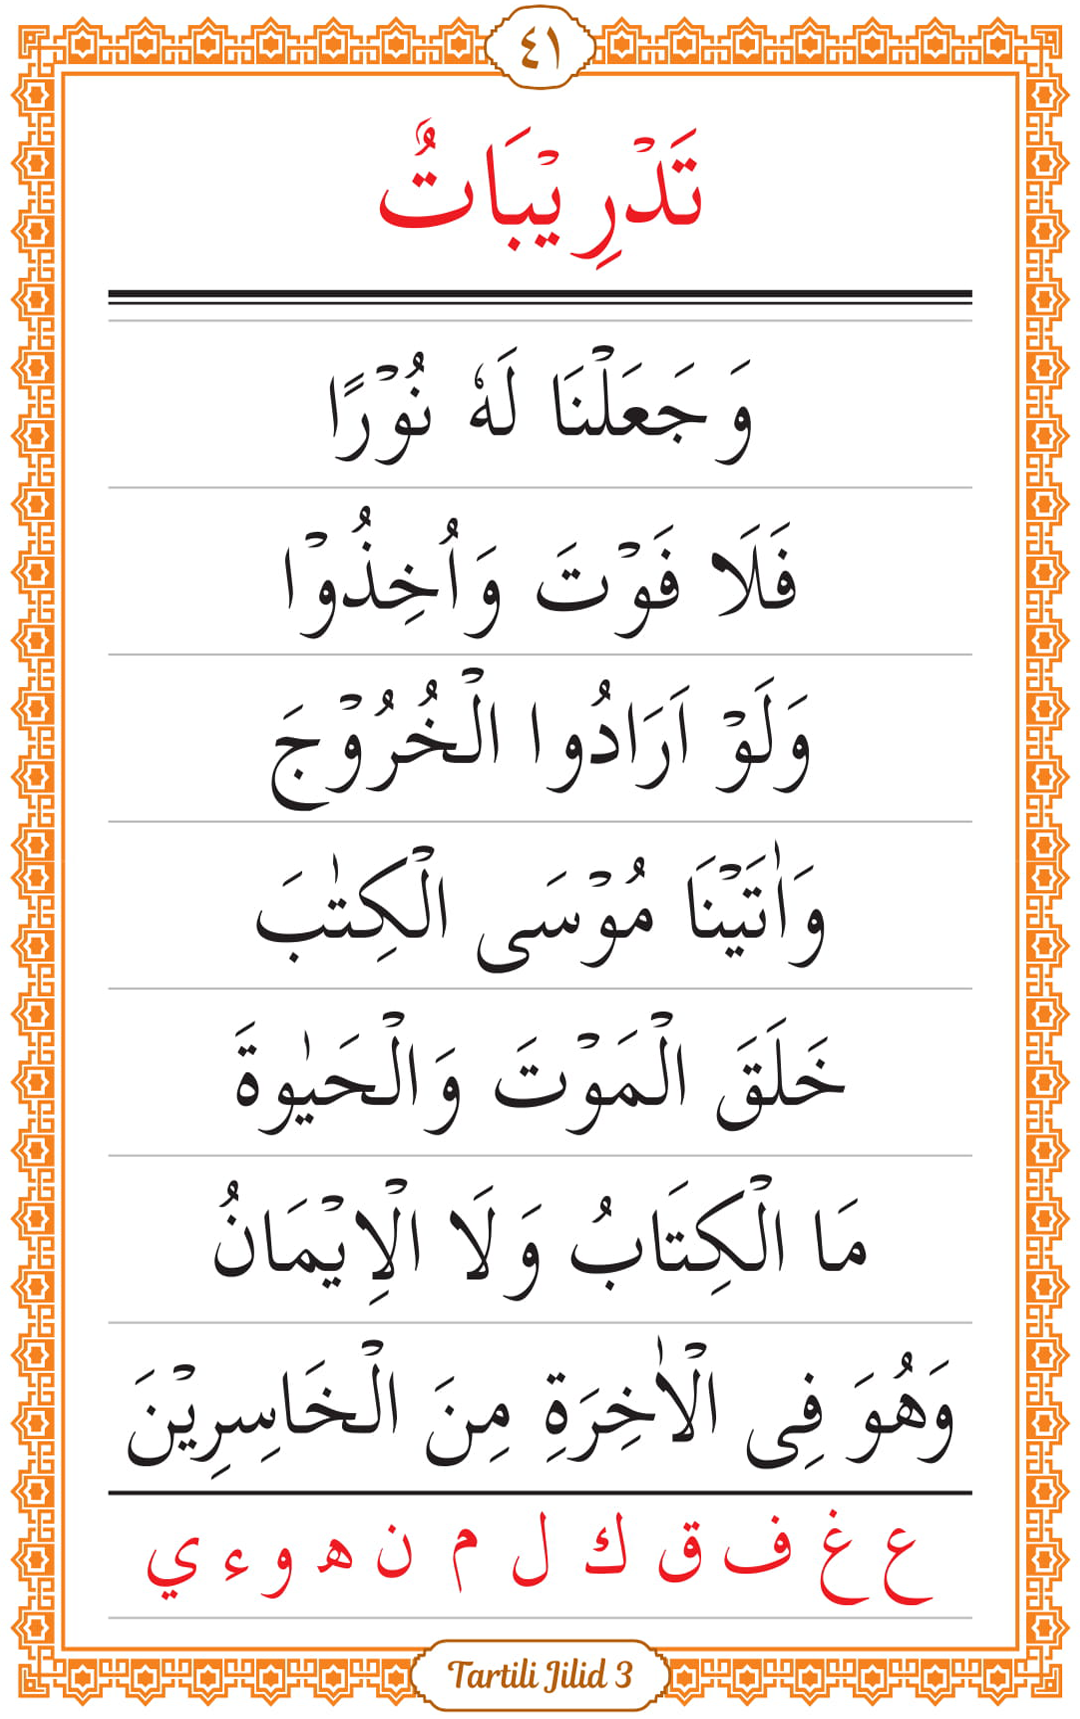 ٤١
تَدْرِيْبَاتٌ
وَجَعَلْنَا لَهٗ نُوْرًا
فَلَا فَوْتَ وَاُخِذُوْا
وَلَوْ اَرَادُوا الْخُرُوْجَ
وَاٰتَيْنَا مُوْسَى الْكِتٰبَ
خَلَقَ الْمَوْتَ وَالْحَيٰوةَ
مَا الْكِتَابُ وَلَا الْاِيْمَانُ
وَهُوَ فِى الْاٰخِرَةِ مِنَ الْخَاسِرِيْنَ
ع غ ف ق ك ل م ن ه و ء ي
Tartili Jilid 3